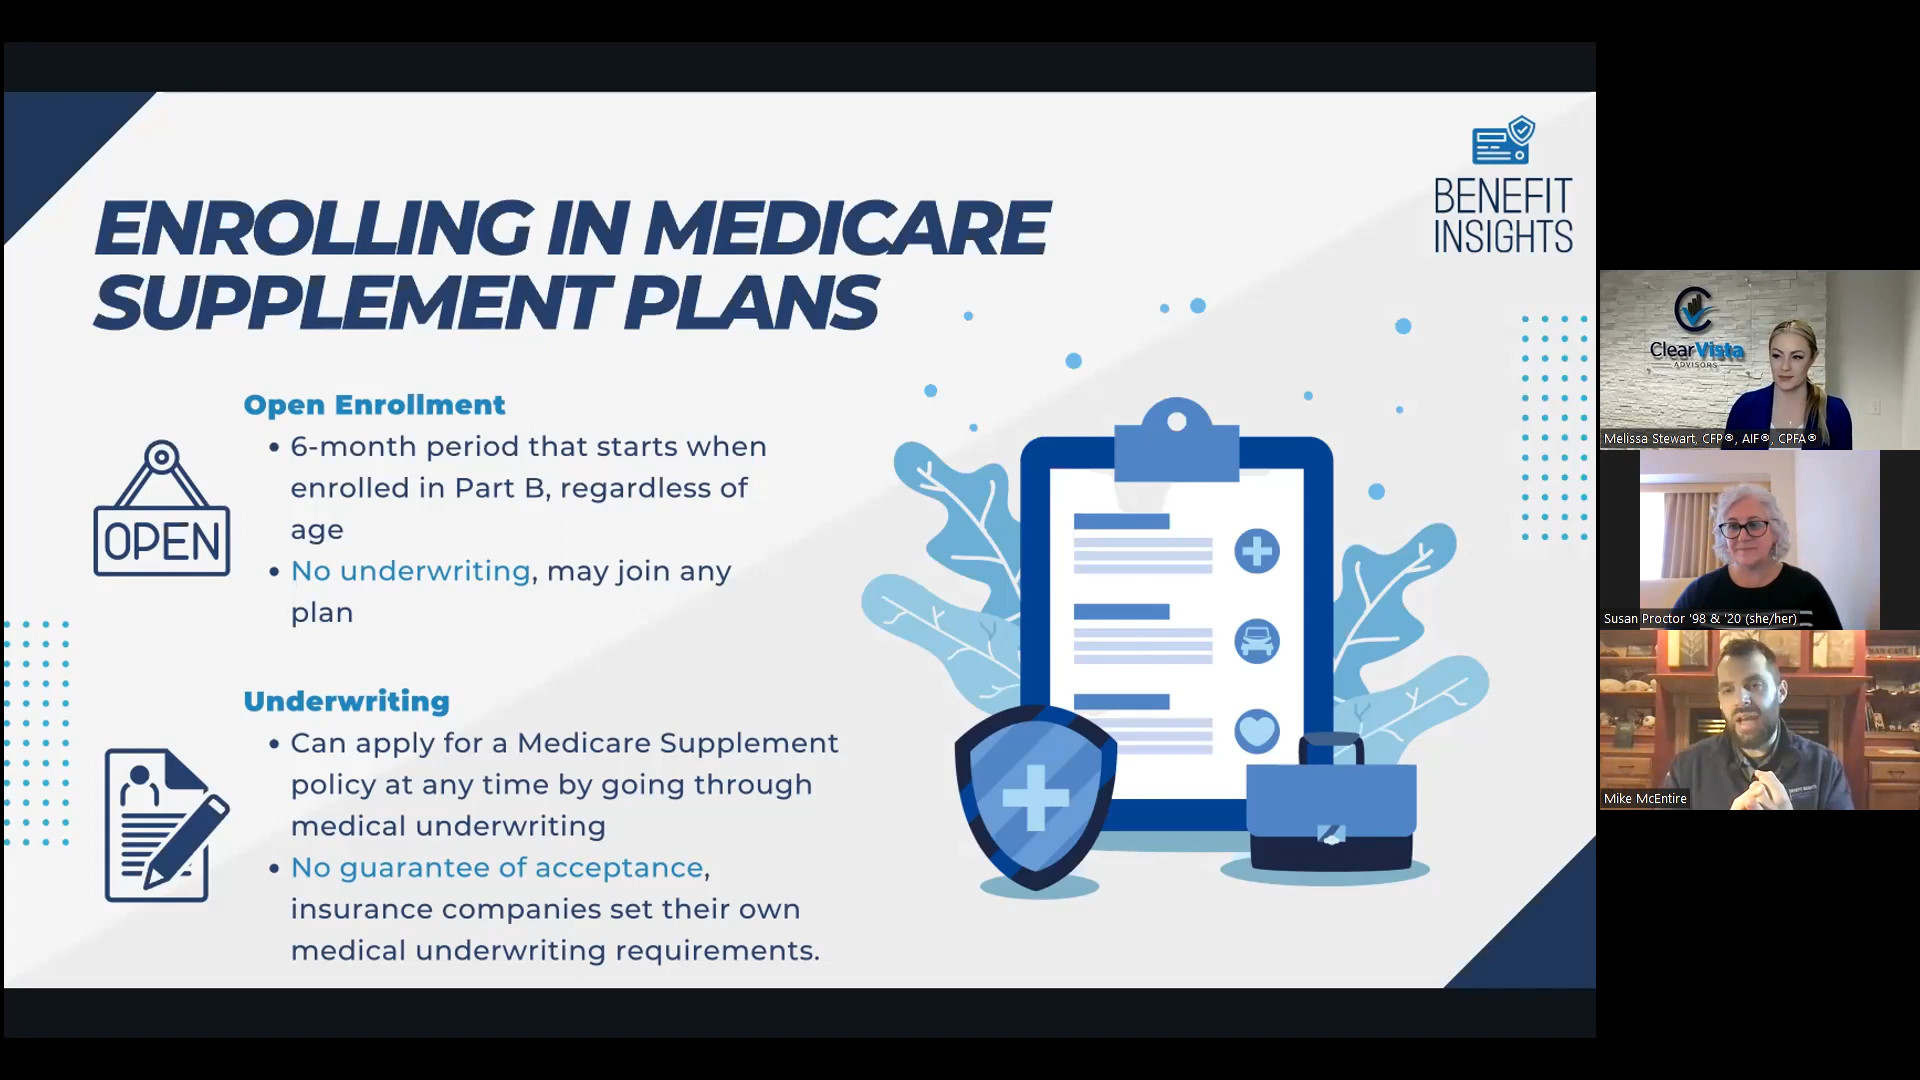 BENEFIT
INSIGHTS
ENROLLING IN MEDICARE
SUPPLEMENT PLANS
Open Enrollment
• 6-month period that starts when
enrolled in Part B, regardless of
age
• No underwriting, may join any
plan
OPEN
Underwriting
• Can apply for a Medicare Supplement
policy at any time by going through
medical underwriting
• No guarantee of acceptance,
insurance companies set their own
medical underwriting requirements.
ClearVista
ADVISORS
Melissa Stewart, CFP®, AIF®, CPFA®
Susan Proctor '98 & '20 (she/her)
MAN CAVE
Mike McEntire